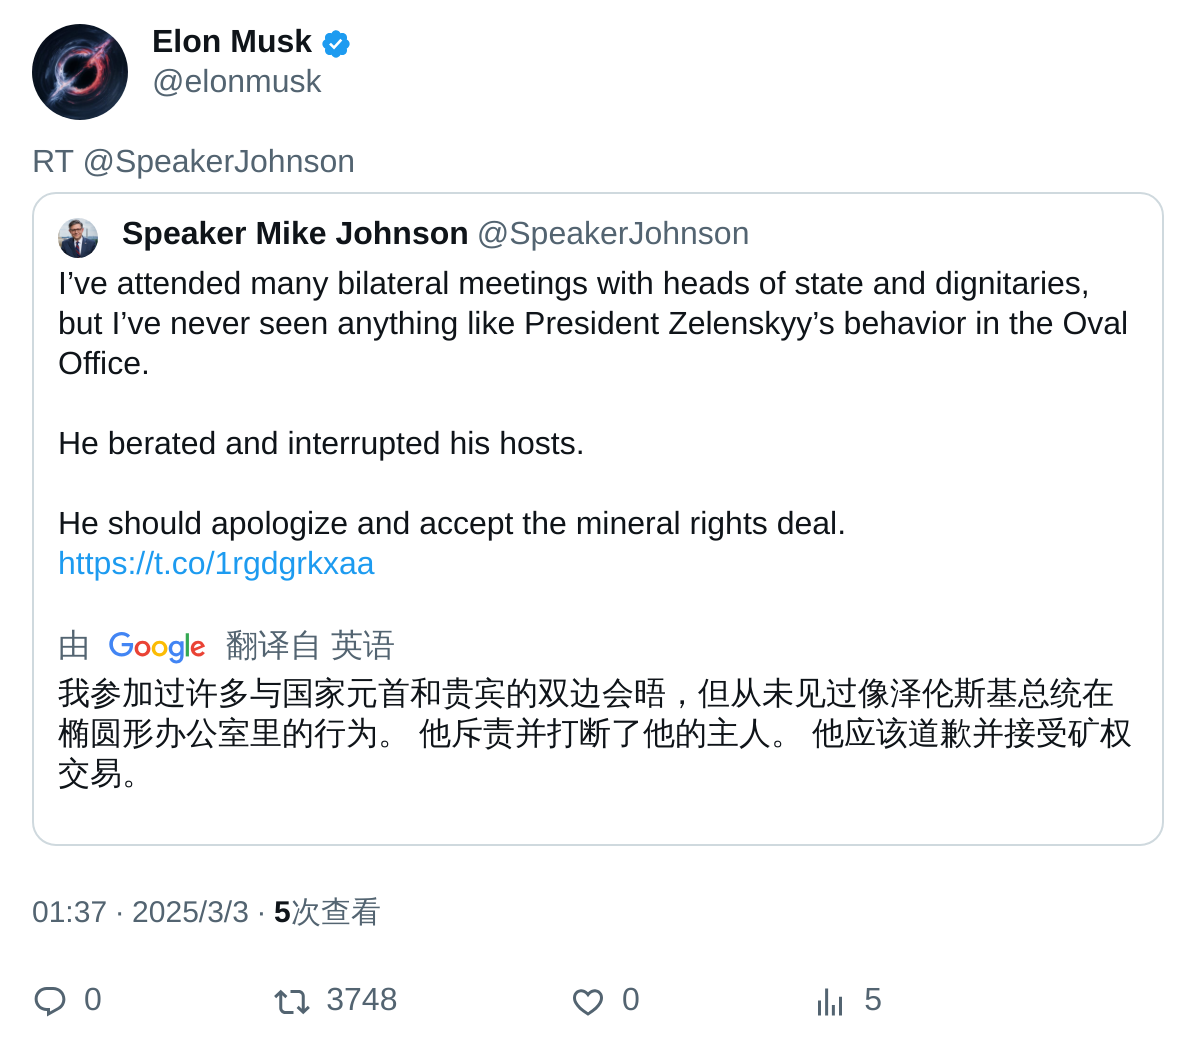 Elon Musk
@elonmusk
RT @SpeakerJohnson
Speaker Mike Johnson @SpeakerJohnson
I’ve attended many bilateral meetings with heads of state and dignitaries,
but I’ve never seen anything like President Zelenskyy’s behavior in the Oval
Office.
He berated and interrupted his hosts.
He should apologize and accept the mineral rights deal.
https://t.co/1rgdgrkxaa
由 Google 翻译自 英语
我参加过许多与国家元首和贵宾的双边会晤，但从未见过像泽伦斯基总统在
椭圆形办公室里的行为。 他斥责并打断了他的主人。 他应该道歉并接受矿权
交易。
01:37 · 2025/3/3 · 5次查看
0 3748 0 5